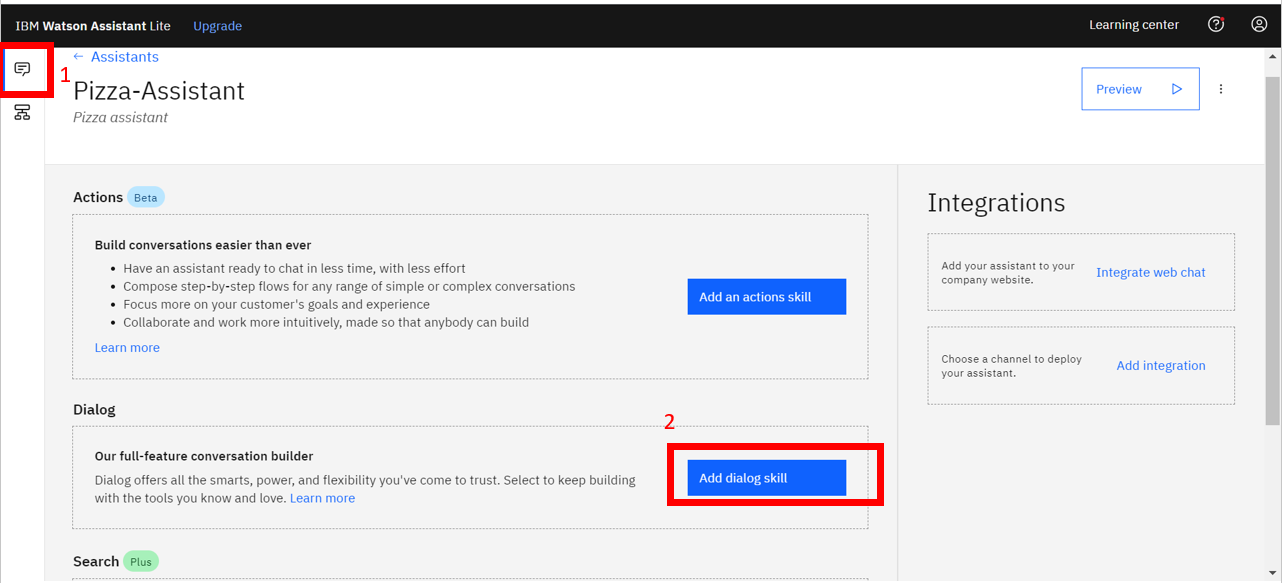 IBM Watson Assistant Lite Upgrade Learning center
1
← Assistants
Pizza-Assistant
Pizza assistant
Preview
Actions Beta
Build conversations easier than ever
• Have an assistant ready to chat in less time, with less effort
• Compose step-by-step flows for any range of simple or complex conversations
• Focus more on your customer's goals and experience
• Collaborate and work more intuitively, made so that anybody can build
Learn more
Add an actions skill
Dialog
2
Our full-feature conversation builder
Dialog offers all the smarts, power, and flexibility you've come to trust. Select to keep building
with the tools you know and love. Learn more
Add dialog skill
Search Plus
Integrations
Add your assistant to your
company website.
Integrate web chat
Choose a channel to deploy
your assistant.
Add integration